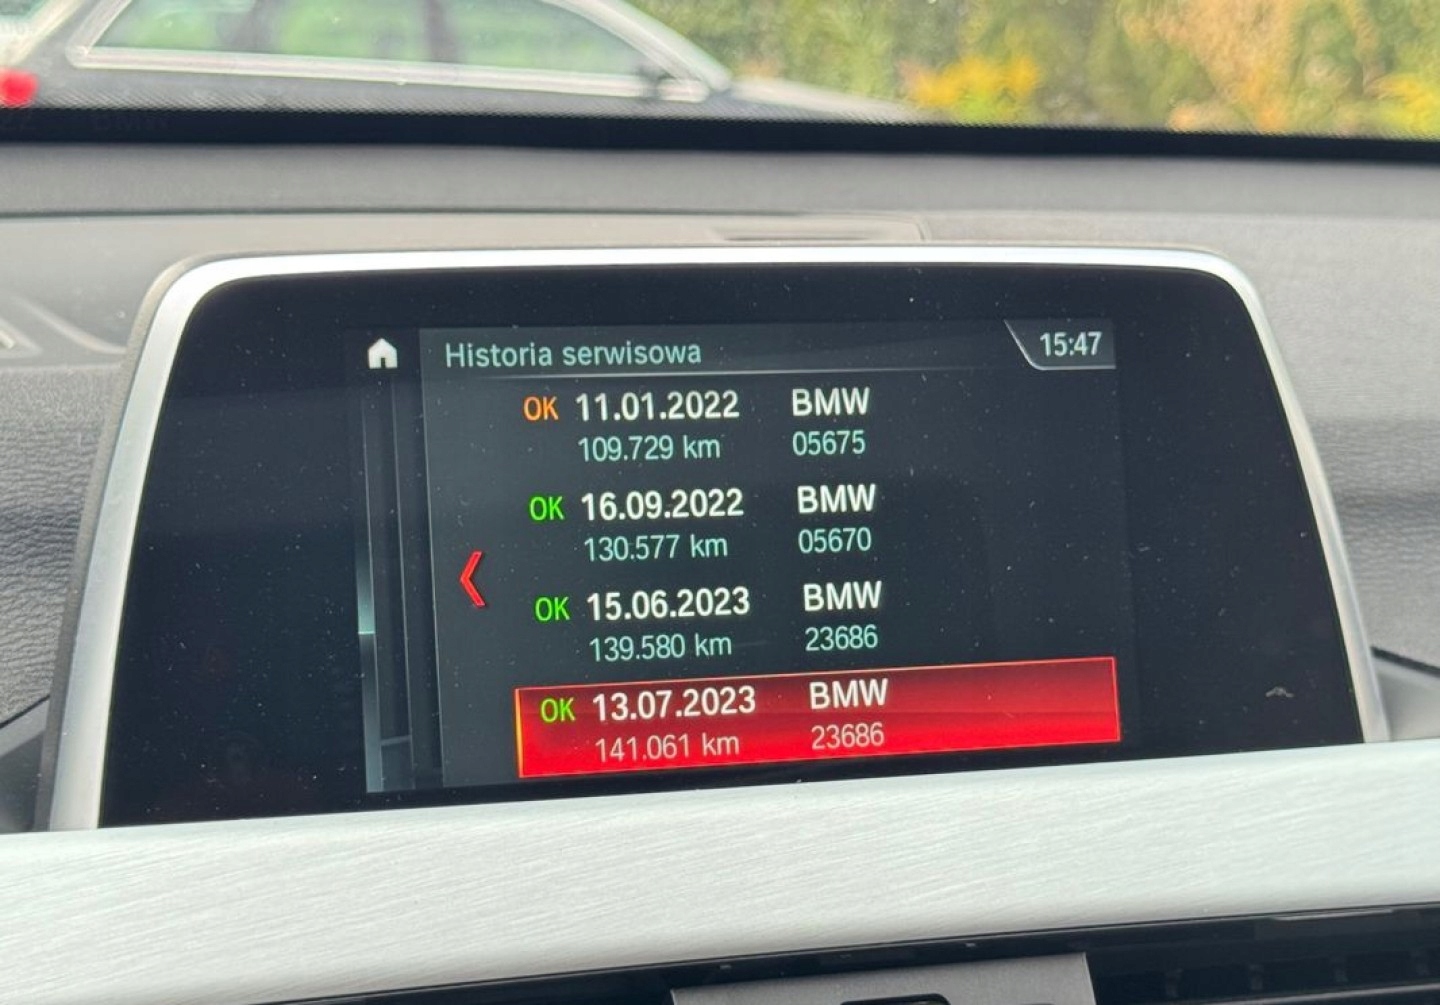 Historia serwisowa 15:47
OK 11.01.2022 BMW
109.729 km 05675
OK 16.09.2022 BMW
130.577 km 05670
OK 15.06.2023 BMW
139.580 km 23686
OK 13.07.2023 BMW
141.061 km 23686